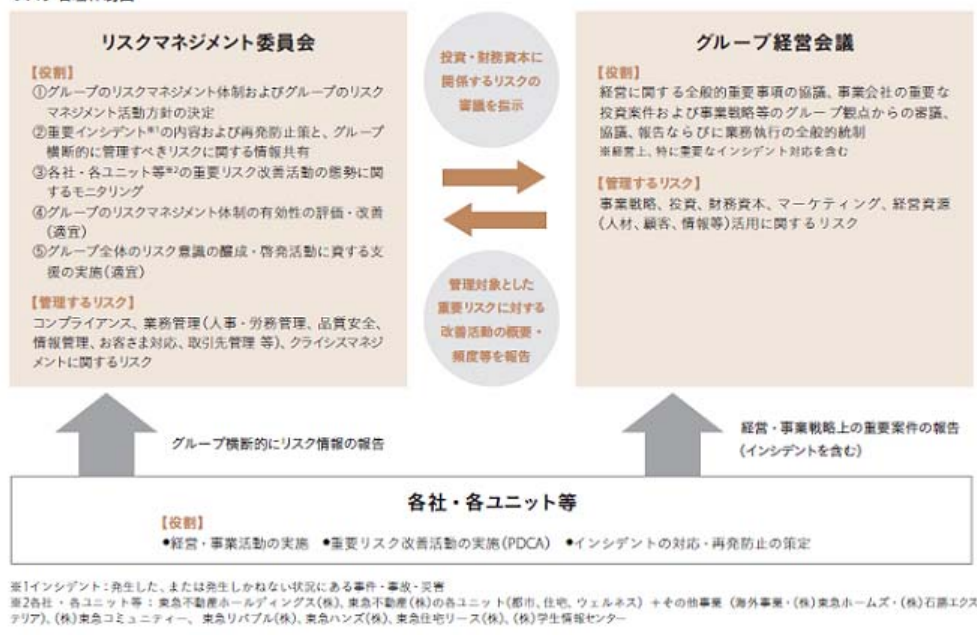 リスクマネジメント委員会
【役割】
①グループのリスクマネジメント体制およびグループのリスク
マネジメント活動方針の決定
②重要インシデント※1の内容および再発防止策と、グループ
横断的に管理すべきリスクに関する情報共有
③各社・各ユニット等※2の重要リスク改善活動の態勢に関
するモニタリング
④グループのリスクマネジメント体制の有効性の評価・改善
(適宜)
⑤グループ全体のリスク意識の醸成・啓発活動に資する支
援の実施(適宜)
【管理するリスク】
コンプライアンス、業務管理(人事・労務管理、品質安全、
情報管理、お客さま対応、取引先管理 等)、クライシスマネジ
メントに関するリスク
投資・財務資本に
関係するリスクの
審議を指示
管理対象とした
重要リスクに対する
改善活動の概要・
頻度等を報告
グループ経営会議
【役割】
経営に関する全般的重要事項の協議、事業会社の重要な
投資案件および事業戦略等のグループ観点からの審議、
協議、報告ならびに業務執行の全般的統制
※経営上、特に重要なインシデント対応を含む
【管理するリスク】
事業戦略、投資、財務資本、マーケティング、経営資源
(人材、顧客、情報等)活用に関するリスク
グループ横断的にリスク情報の報告
経営・事業戦略上の重要案件の報告
(インシデントを含む)
各社・各ユニット等
【役割】
●経営・事業活動の実施 ●重要リスク改善活動の実施(PDCA) ●インシデントの対応・再発防止の策定
※1インシデント：発生した、または発生しかねない状況にある事件・事故・災害
※2各社・各ユニット等：東急不動産ホールディングス(株)、東急不動産(株)の各ユニット(都市、住宅、ウェルネス) +その他事業 (海外事業・(株)東急ホームズ・(株)石勝エクス
テリア)、(株)東急コミュニティー、東急リバブル(株)、東急ハンズ(株)、東急住宅リース(株)、(株)学生情報センター